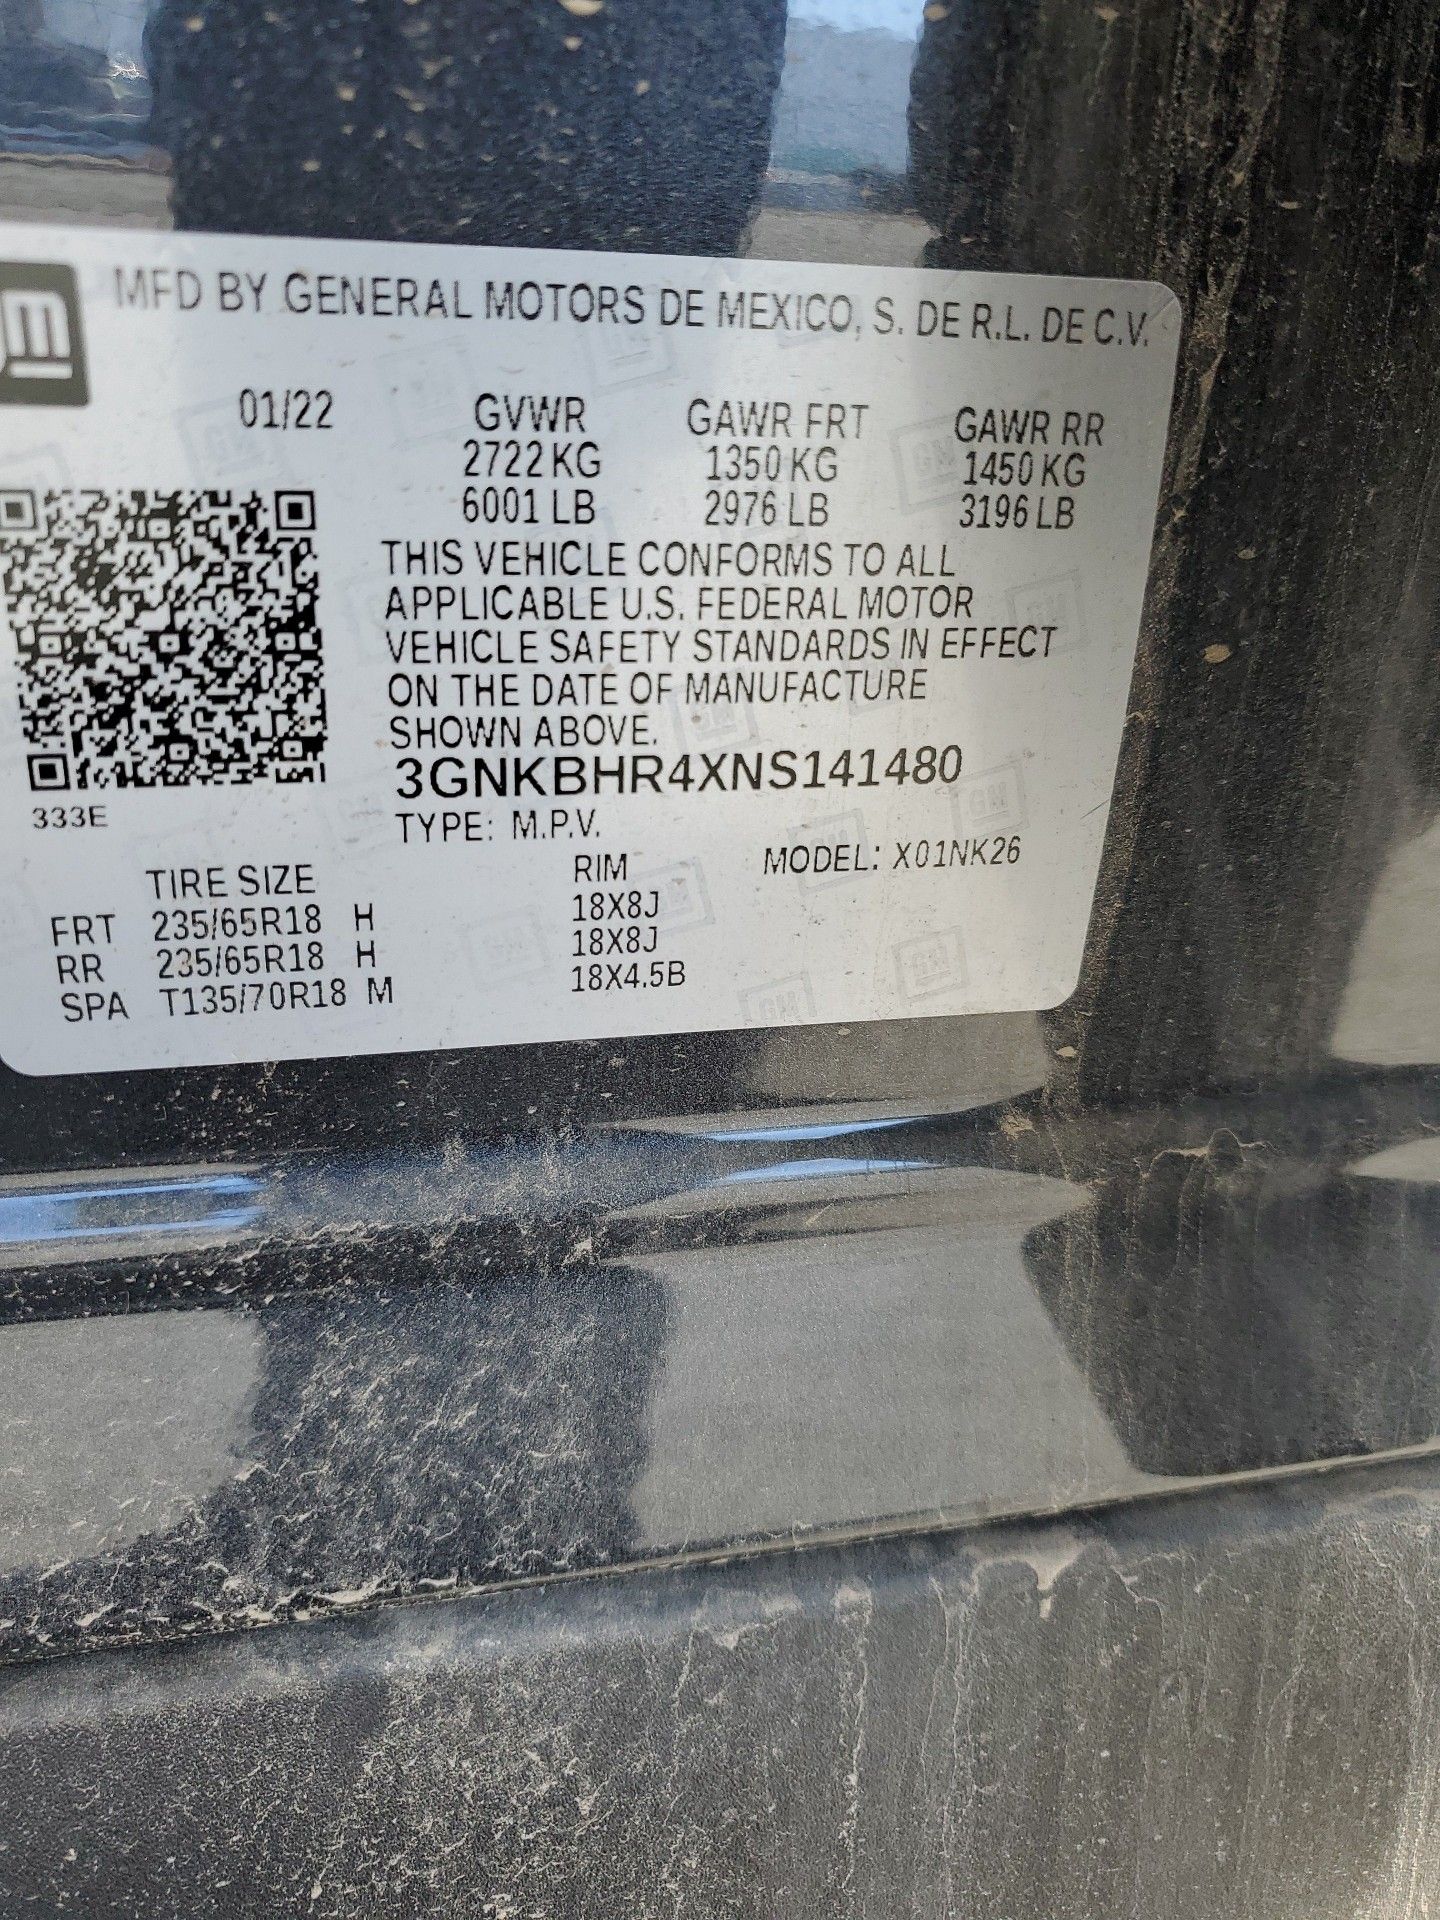 gm
MFD BY GENERAL MOTORS DE MEXICO, S. DE R.L. DE C.V.
01/22 GVWR GAWR FRT GAWR RR
2722 KG 1350 KG 1450 KG
6001 LB 2976 LB 3196 LB
THIS VEHICLE CONFORMS TO ALL
APPLICABLE U.S. FEDERAL MOTOR
VEHICLE SAFETY STANDARDS IN EFFECT
ON THE DATE OF MANUFACTURE
SHOWN ABOVE.
3GNKBHR4XNS141480
333E
TYPE: M.P.V. MODEL: X01NK26
TIRE SIZE RIM
FRT 235/65R18 H 18X8J
RR 235/65R18 H 18X8J
SPA T135/70R18 M 18X4.5B